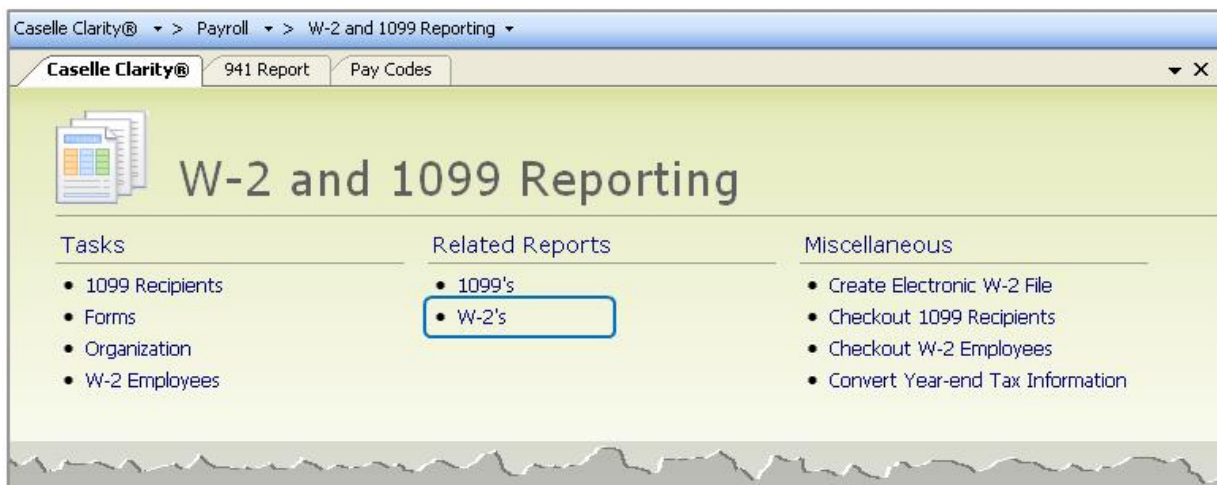 Caselle Clarity® > Payroll > W-2 and 1099 Reporting
Caselle Clarity® 941 Report Pay Codes
W-2 and 1099 Reporting
Tasks
1099 Recipients
Forms
Organization
W-2 Employees
Related Reports
1099's
W-2's
Miscellaneous
Create Electronic W-2 File
Checkout 1099 Recipients
Checkout W-2 Employees
Convert Year-end Tax Information